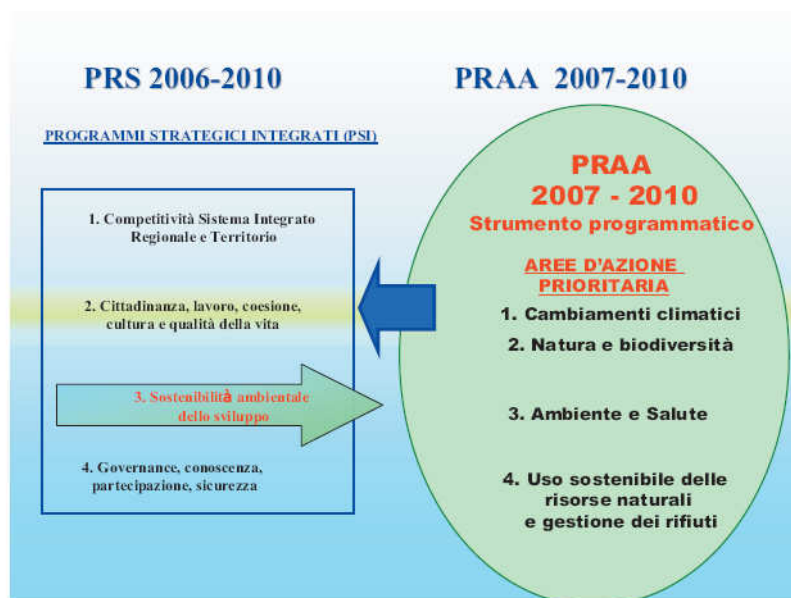 PRS 2006-2010
PROGRAMMI STRATEGICI INTEGRATI (PSI)
1. Competitività Sistema Integrato
Regionale e Territorio
2. Cittadinanza, lavoro, coesione,
cultura e qualità della vita
3. Sostenibilità ambientale
dello sviluppo
4. Governance, conoscenza,
partecipazione, sicurezza
PRAA 2007-2010
PRAA
2007 - 2010
Strumento programmatico
AREE D'AZIONE
PRIORITARIA
1. Cambiamenti climatici
2. Natura e biodiversità
3. Ambiente e Salute
4. Uso sostenibile delle
risorse naturali
e gestione dei rifiuti